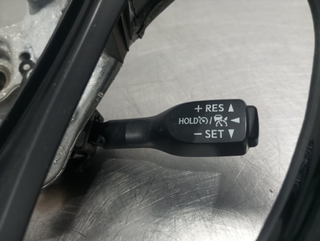 + RES ▲
HOLD / ◀
− SET ▼